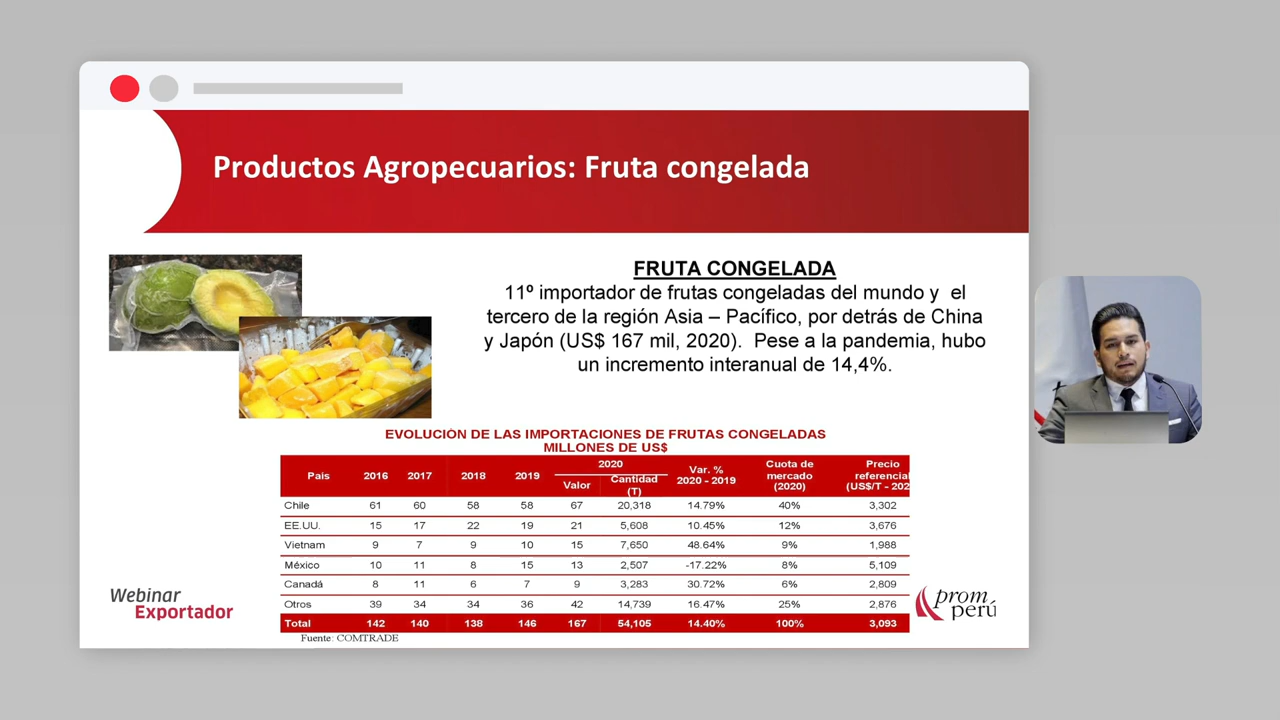 Productos Agropecuarios: Fruta congelada
FRUTA CONGELADA
11º importador de frutas congeladas del mundo y el
tercero de la región Asia – Pacífico, por detrás de China
y Japón (US$ 167 mil, 2020). Pese a la pandemia, hubo
un incremento interanual de 14,4%.
EVOLUCIÓN DE LAS IMPORTACIONES DE FRUTAS CONGELADAS
MILLONES DE US$
País 2016 2017 2018 2019 2020 Valor Cantidad (T) Var. % 2020 - 2019 Cuota de mercado (2020) Precio referencial (US$/T - 202
Chile 61 60 58 58 67 20,318 14.79% 40% 3,302
EE.UU. 15 17 22 19 21 5,608 10.45% 12% 3,676
Vietnam 9 7 9 10 15 7,650 48.64% 9% 1,988
México 10 11 8 15 13 2,507 -17.22% 8% 5,109
Canadá 8 11 6 7 9 3,283 30.72% 6% 2,809
Otros 39 34 34 36 42 14,739 16.47% 25% 2,876
Total 142 140 138 146 167 54,105 14.40% 100% 3,093
Fuente: COMTRADE
Webinar
Exportador
prom
perú